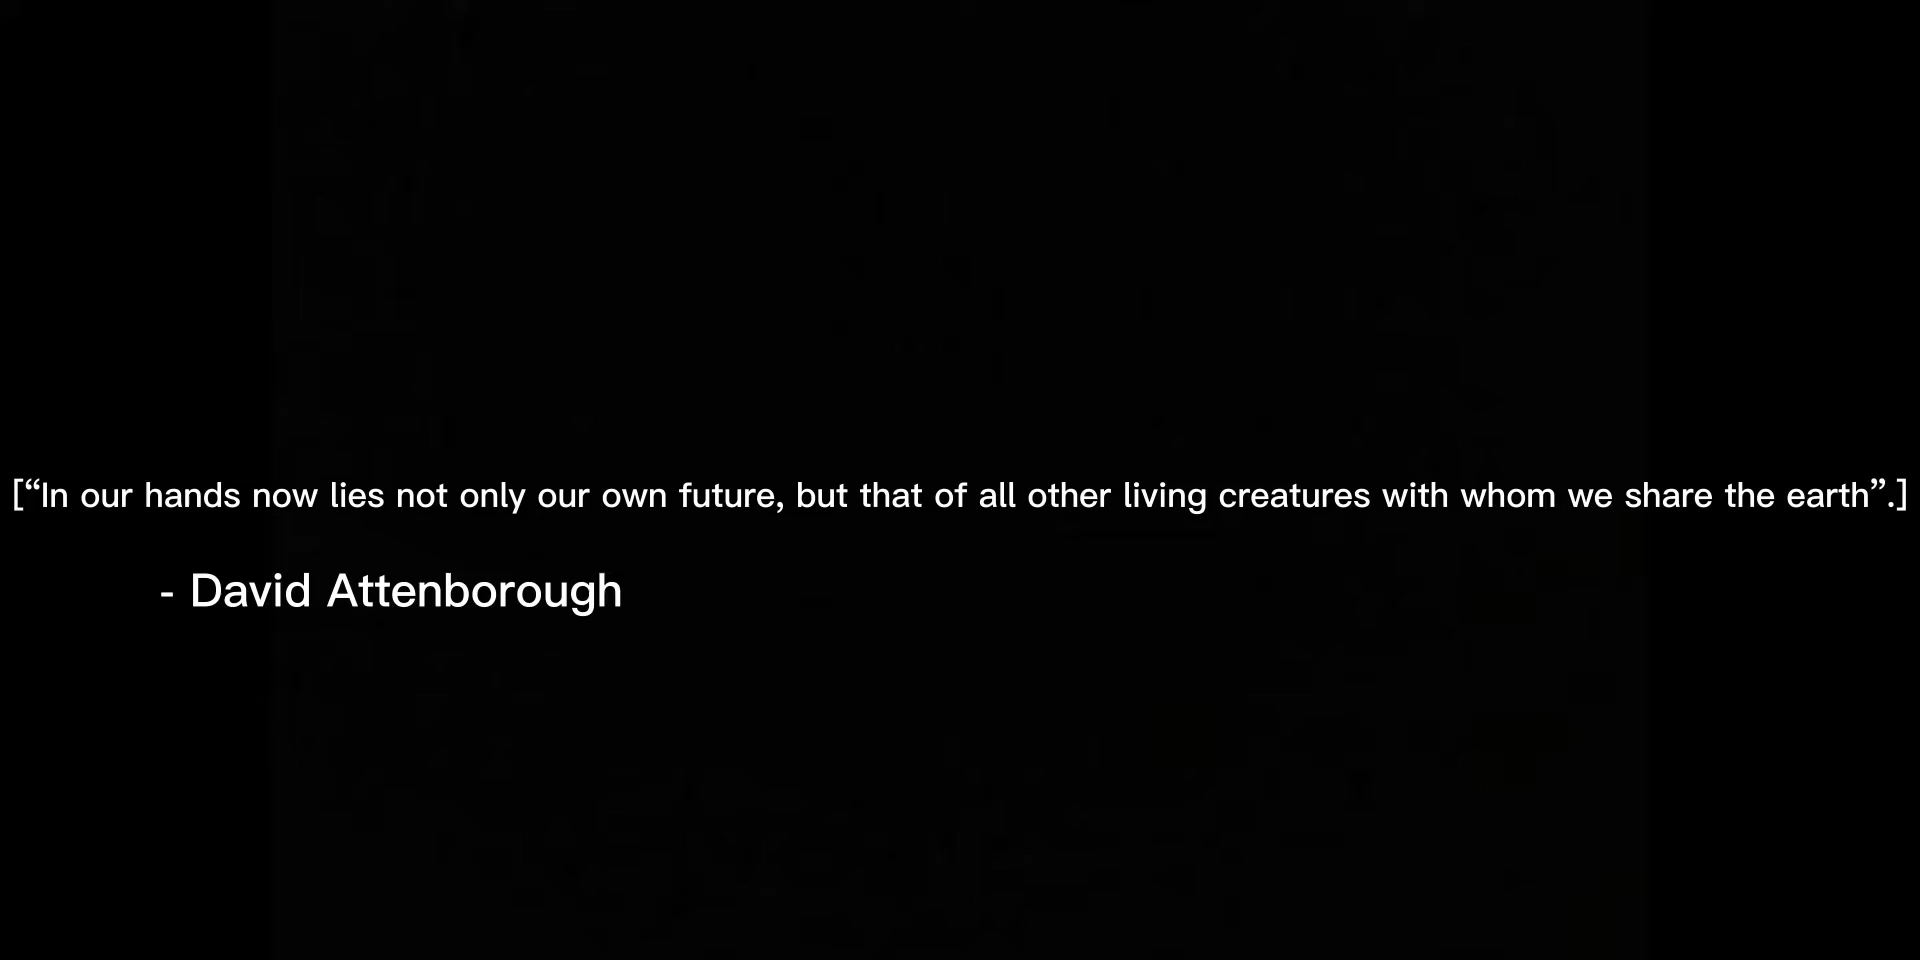 [“In our hands now lies not only our own future, but that of all other living creatures with whom we share the earth”.]
- David Attenborough